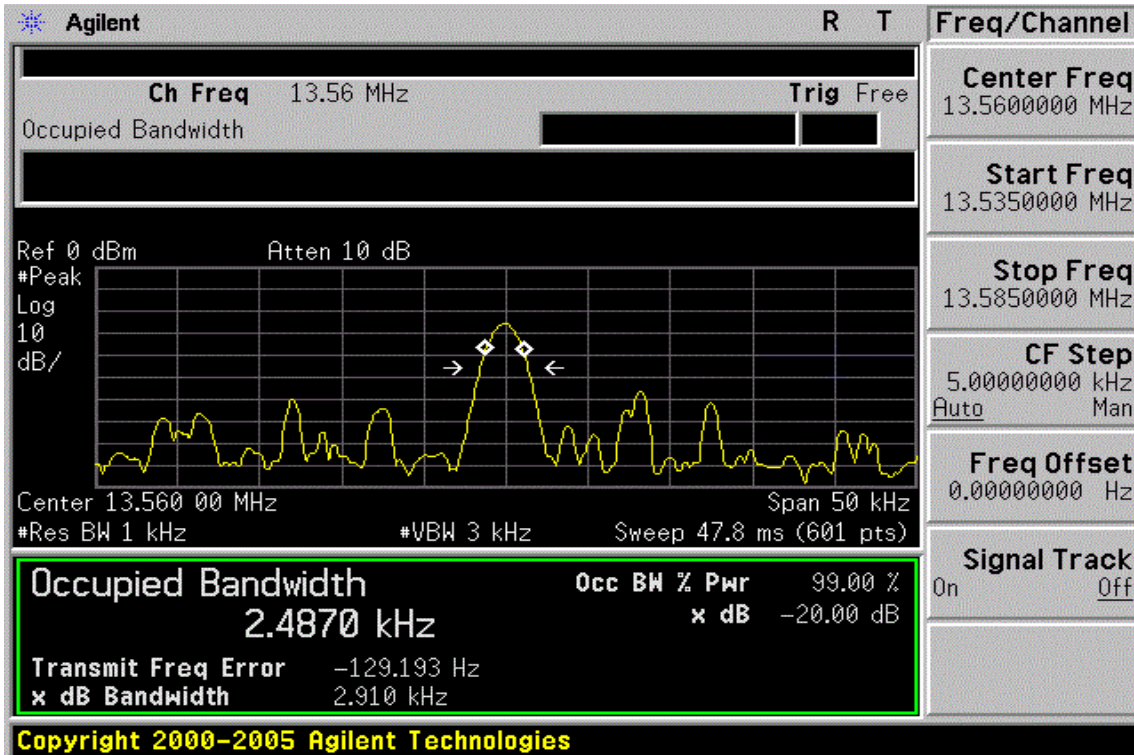 Agilent R T
Ch Freq 13.56 MHz Trig Free
Occupied Bandwidth
Ref 0 dBm Atten 10 dB
#Peak
Log
10
dB/
Center 13.560 00 MHz Span 50 kHz
#Res BW 1 kHz #VBW 3 kHz Sweep 47.8 ms (601 pts)
Occupied Bandwidth
2.4870 kHz
Occ BW % Pwr 99.00 %
x dB -20.00 dB
Transmit Freq Error -129.193 Hz
x dB Bandwidth 2.910 kHz
Copyright 2000-2005 Agilent Technologies
Freq/Channel
Center Freq
13.5600000 MHz
Start Freq
13.5350000 MHz
Stop Freq
13.5850000 MHz
CF Step
5.00000000 kHz
Auto Man
Freq Offset
0.00000000 Hz
Signal Track
On Off